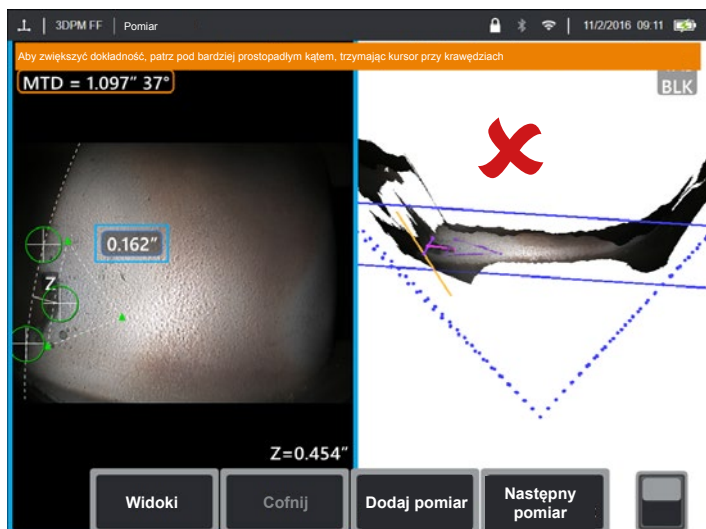 3DPM FF Pomiar 11/2/2016 09:11
Aby zwiększyć dokładność, patrz pod bardziej prostopadłym kątem, trzymając kursor przy krawędziach
MTD = 1.097” 37°
BLK
0.162”
Z
Z=0.454”
Widoki
Cofnij
Dodaj pomiar
Następny
pomiar